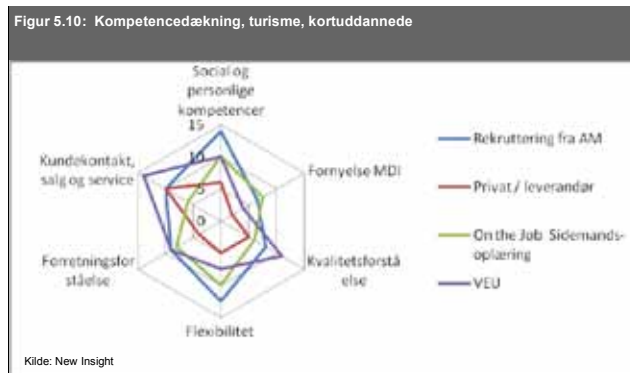 Figur 5.10: Kompetencedækning, turisme, kortuddannede
Social og
personlige
kompetencer
15
10
5
0
Fornyelse MDI
Kvalitetsforstå
else
Flexibilitet
Forretningsfor
ståelse
Kundekontakt,
salg og service
Rekruttering fra AM
Privat / leverandør
On the Job Sidemands-
oplæring
VEU
Kilde: New Insight